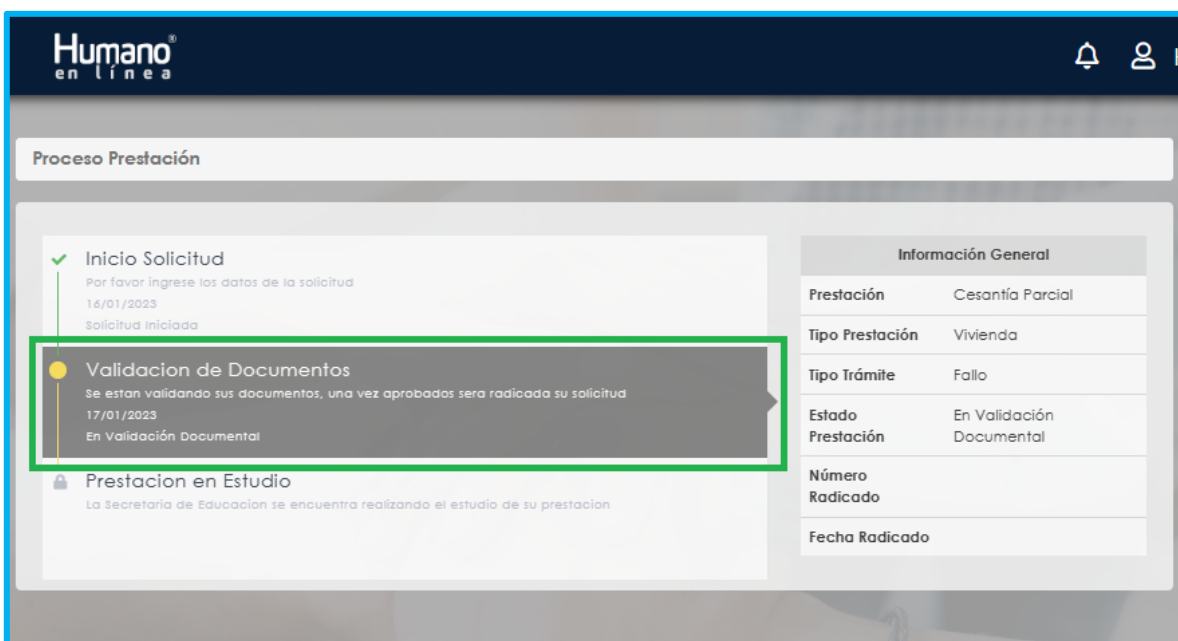 Humano®
en línea
Proceso Prestación
Inicio Solicitud
Por favor ingrese los datos de la solicitud
16/01/2023
Solicitud Iniciada
Validacion de Documentos
Se estan validando sus documentos, una vez aprobados sera radicada su solicitud
17/01/2023
En Validación Documental
Prestacion en Estudio
La Secretaria de Educacion se encuentra realizando el estudio de su prestacion
Información General
Prestación Cesantía Parcial
Tipo Prestación Vivienda
Tipo Trámite Fallo
Estado Prestación En Validación Documental
Número Radicado
Fecha Radicado